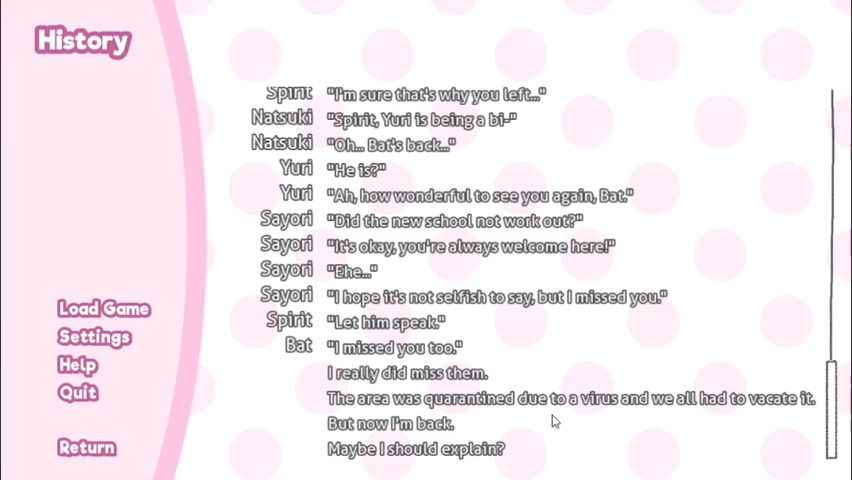 History
Spirit "I'm sure that's why you left..."
Natsuki "Spirit, Yuri is being a bi-"
Natsuki "Oh... Bat's back..."
Yuri "He is?"
Yuri "Ah, how wonderful to see you again, Bat."
Sayori "Did the new school not work out?"
Sayori "It's okay, you're always welcome here!"
Sayori "Ehe..."
Sayori "I hope it's not selfish to say, but I missed you."
Spirit "Let him speak."
Bat "I missed you too."
I really did miss them.
The area was quarantined due to a virus and we all had to vacate it.
But now I'm back.
Maybe I should explain?
Load Game
Settings
Help
Quit
Return